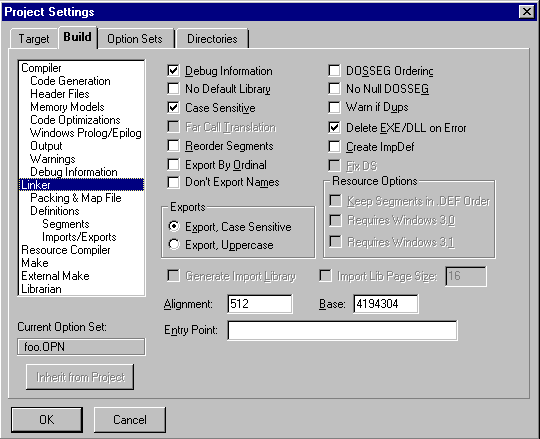 Project Settings
Target Build Option Sets Directories
Compiler
Code Generation
Header Files
Memory Models
Code Optimizations
Windows Prolog/Epilog
Output
Warnings
Debug Information
Linker
Packing & Map File
Definitions
Segments
Imports/Exports
Resource Compiler
Make
External Make
Librarian
Current Option Set:
foo.OPN
Inherit from Project
Debug Information
No Default Library
Case Sensitive
Far Call Translation
Reorder Segments
Export By Ordinal
Don't Export Names
DOSSEG Ordering
No Null DOSSEG
Warn if Dups
Delete EXE/DLL on Error
Create ImpDef
Fix DS
Exports
Export, Case Sensitive
Export, Uppercase
Resource Options
Keep Segments in .DEF Order
Requires Windows 3.0
Requires Windows 3.1
Generate Import Library
Import Lib Page Size: 16
Alignment: 512
Base: 4194304
Entry Point:
OK
Cancel